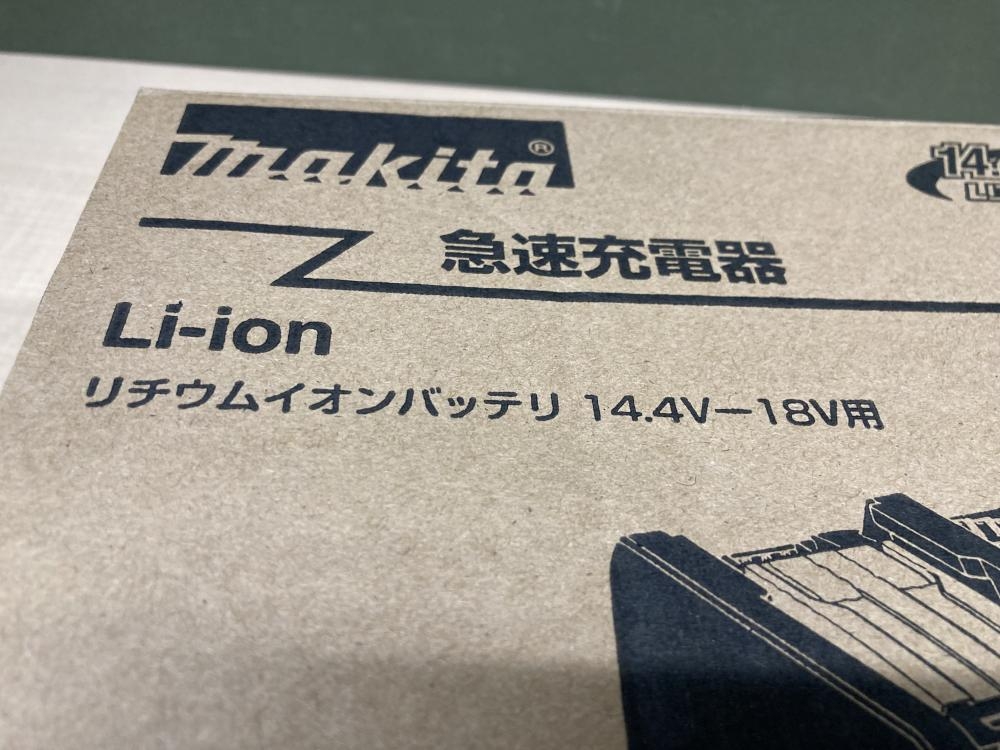 makita®
急速充電器
Li-ion
リチウムイオンバッテリ 14.4V－18V用